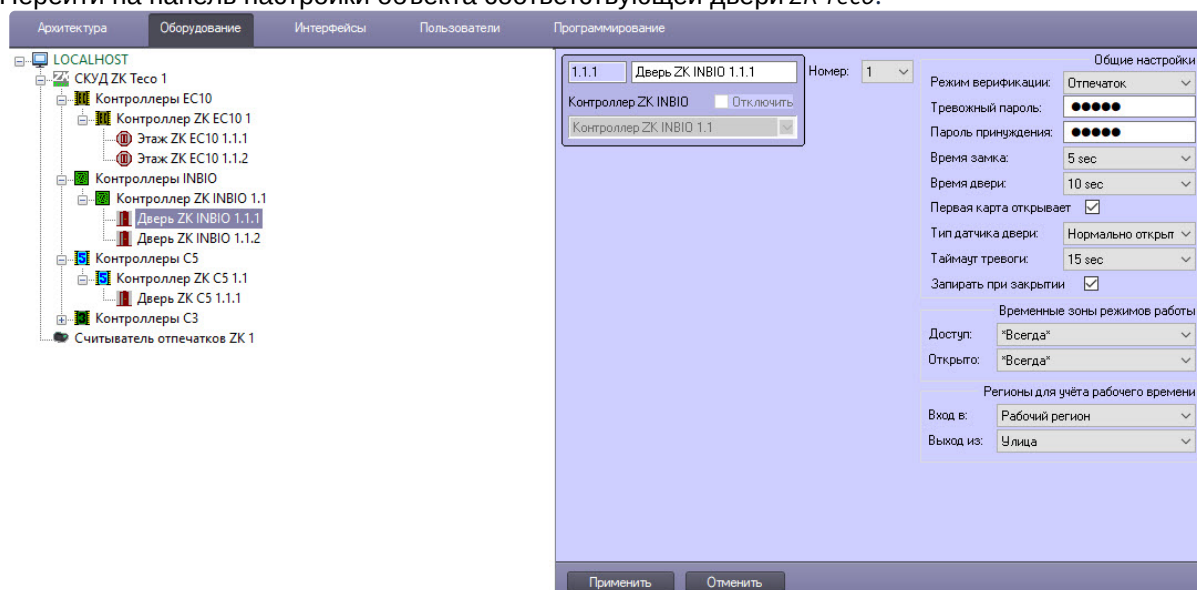 Перейти на панель настройки объекта соответствующей двери ZK Teco.
Архитектура Оборудование Интерфейсы Пользователи Программирование
LOCALHOST
СКУД ZK Teco 1
Контроллеры EC10
Контроллер ZK EC10 1
Этаж ZK EC10 1.1.1
Этаж ZK EC10 1.1.2
Контроллеры INBIO
Контроллер ZK INBIO 1.1
Дверь ZK INBIO 1.1.1
Дверь ZK INBIO 1.1.2
Контроллеры C5
Контроллер ZK C5 1.1
Дверь ZK C5 1.1.1
Контроллеры C3
Считыватель отпечатков ZK 1
1.1.1 Дверь ZK INBIO 1.1.1 Номер: 1
Контроллер ZK INBIO Отключить
Контроллер ZK INBIO 1.1
Общие настройки
Режим верификации: Отпечаток
Тревожный пароль: ●●●●●
Пароль принуждения: ●●●●●
Время замка: 5 sec
Время двери: 10 sec
Первая карта открывает
Тип датчика двери: Нормально открыт
Таймаут тревоги: 15 sec
Запирать при закрытии
Временные зоны режимов работы
Доступ: *Всегда*
Открыто: *Всегда*
Регионы для учёта рабочего времени
Вход в: Рабочий регион
Выход из: Улица
Применить Отменить